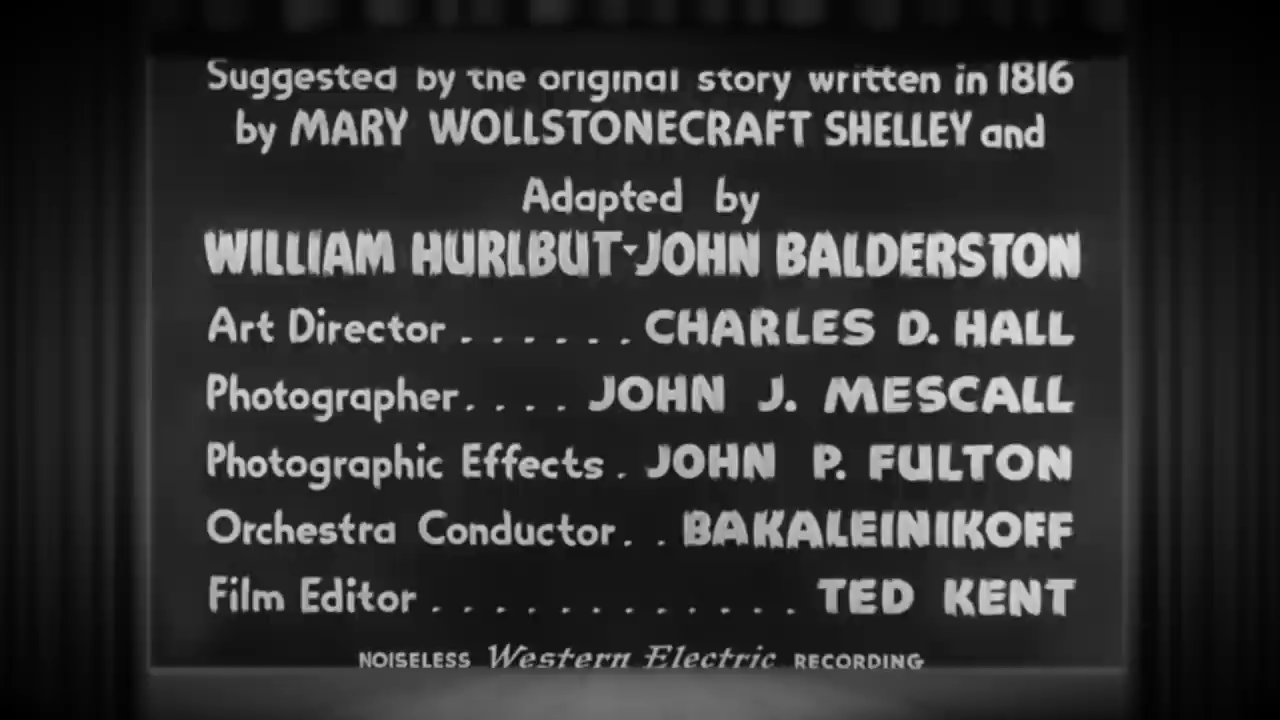 Suggested by the original story written in 1816
by MARY WOLLSTONECRAFT SHELLEY and
Adapted by
WILLIAM HURLBUT-JOHN BALDERSTON
Art Director . . . . . . CHARLES D. HALL
Photographer. . . . JOHN J. MESCALL
Photographic Effects . JOHN P. FULTON
Orchestra Conductor. . BAKALEINIKOFF
Film Editor . . . . . . . . . . . . TED KENT
NOISELESS Western Electric RECORDING